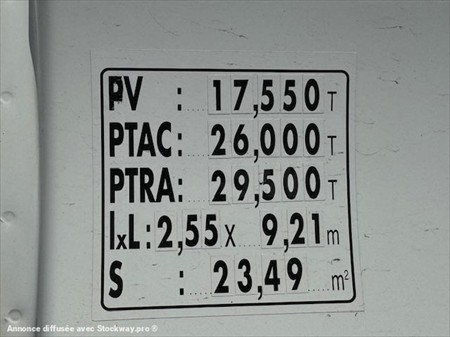 PV : 17,550 T
PTAC : 26,000 T
PTRA : 29,500 T
lxL : 2,55 x 9,21 m
S : 23,49 m²
Annonce diffusée avec Stockway.pro ®